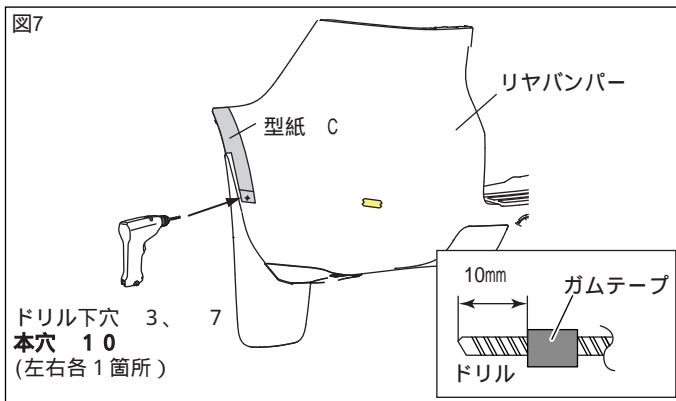 図7
リヤバンパー
型紙　C
ドリル下穴　3、　7
本穴　１０
(左右各１箇所）
10mm
ガムテープ
ドリル